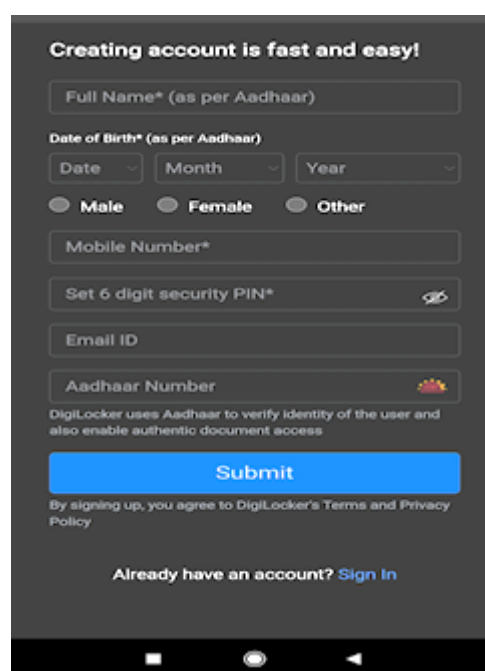 Creating account is fast and easy!
Full Name* (as per Aadhaar)
Date of Birth* (as per Aadhaar)
Date Month Year
Male Female Other
Mobile Number*
Set 6 digit security PIN*
Email ID
Aadhaar Number
DigiLocker uses Aadhaar to verify identity of the user and
also enable authentic document access
Submit
By signing up, you agree to DigiLocker's Terms and Privacy
Policy
Already have an account? Sign In